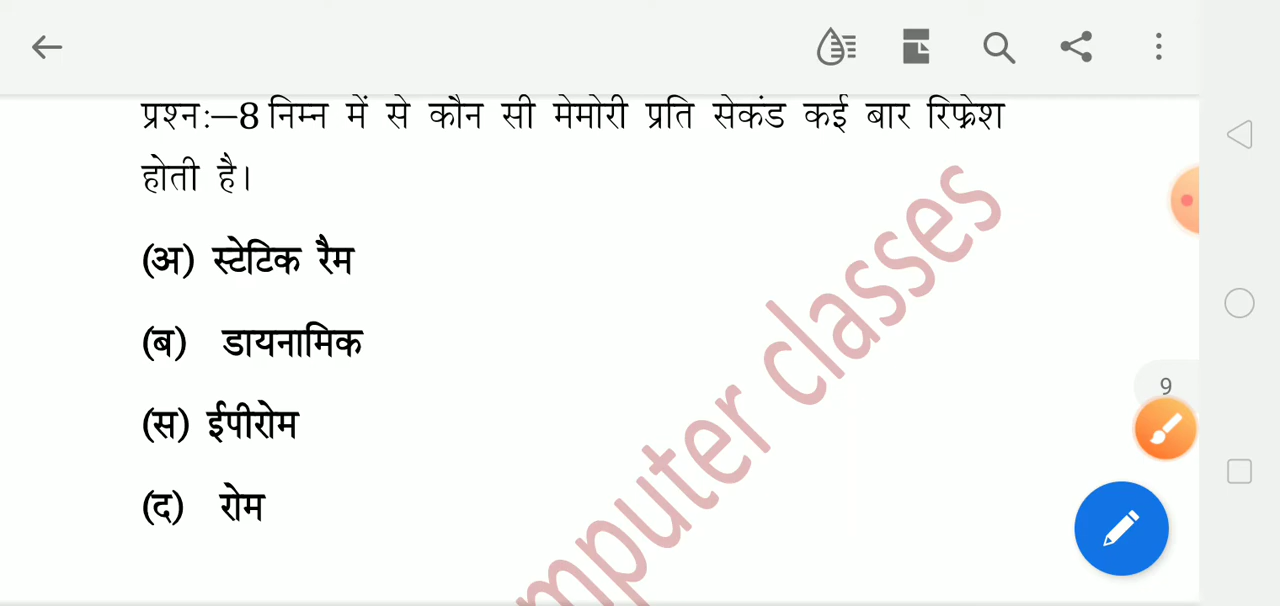 प्रश्नः–8 निम्न में से कौन सी मेमोरी प्रति सेकंड कई बार रिफ्रेश
होती है।
(अ) स्टेटिक रैम
(ब) डायनामिक
(स) ईपीरोम
(द) रोम
9
mputer classes